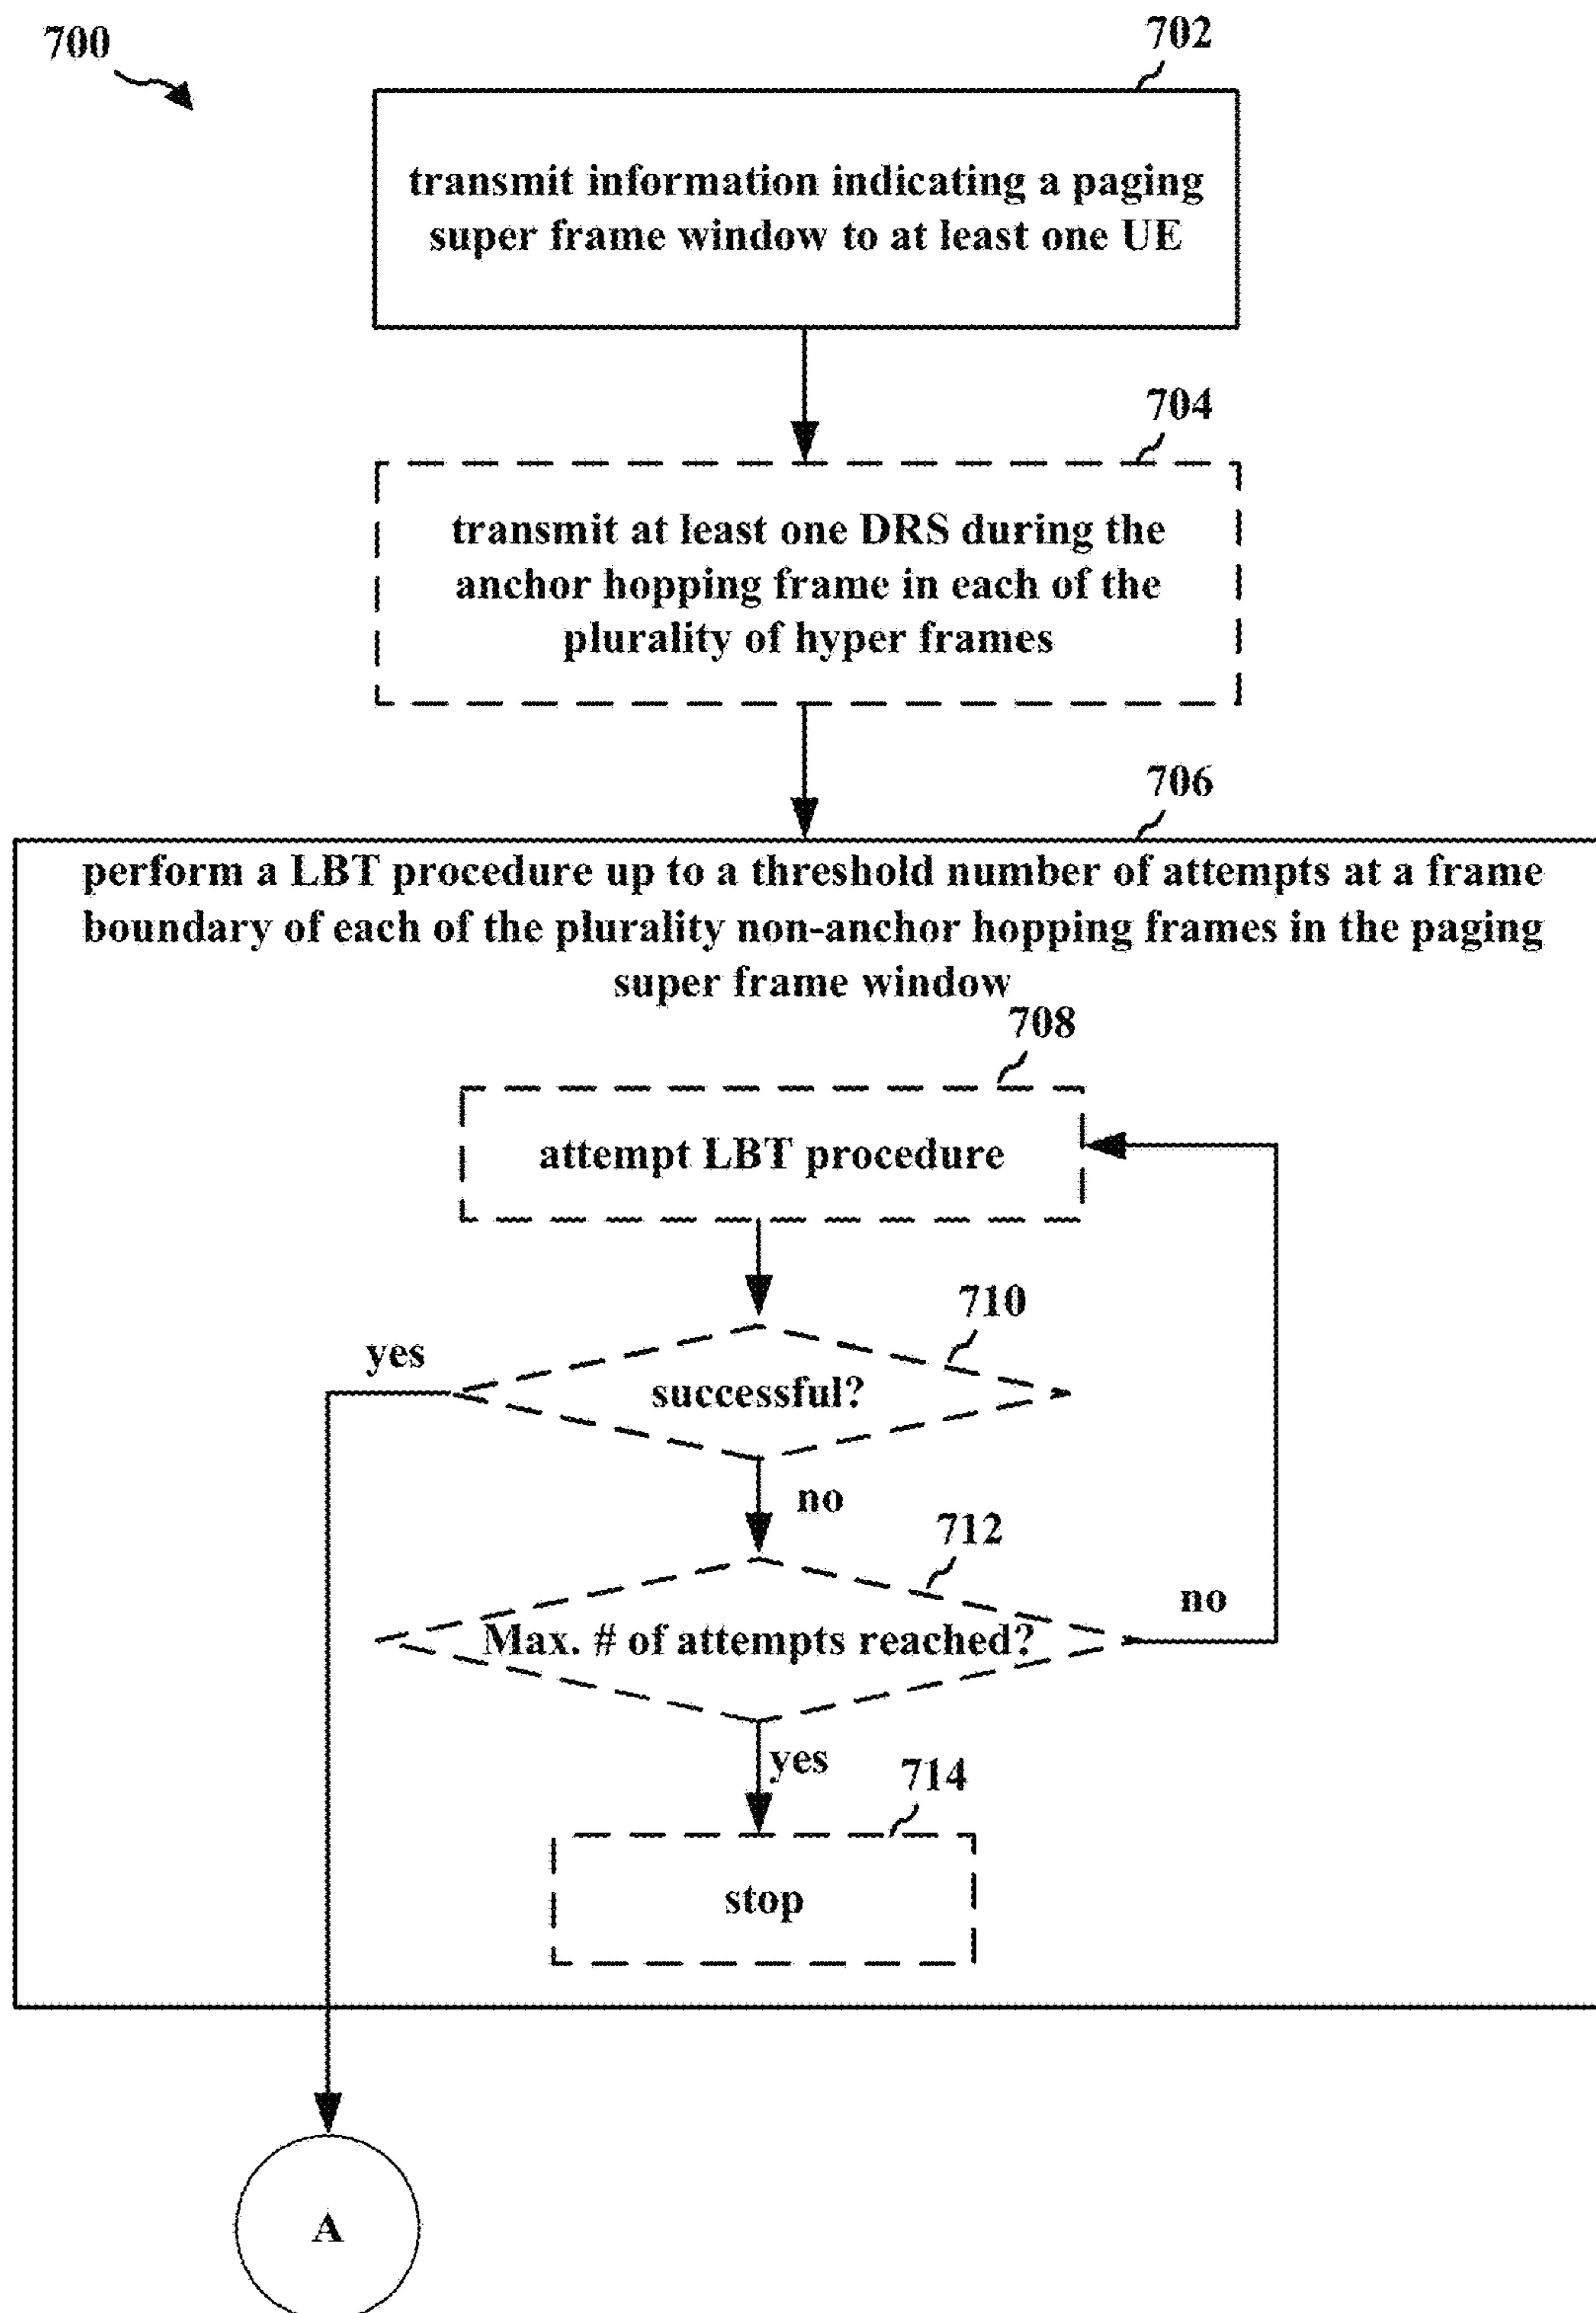 700
702
transmit information indicating a paging
super frame window to at least one UE
704
transmit at least one DRS during the
anchor hopping frame in each of the
plurality of hyper frames
706
perform a LBT procedure up to a threshold number of attempts at a frame
boundary of each of the plurality non-anchor hopping frames in the paging
super frame window
708
attempt LBT procedure
710
yes
successful?
no
712
no
Max. # of attempts reached?
yes
714
stop
A